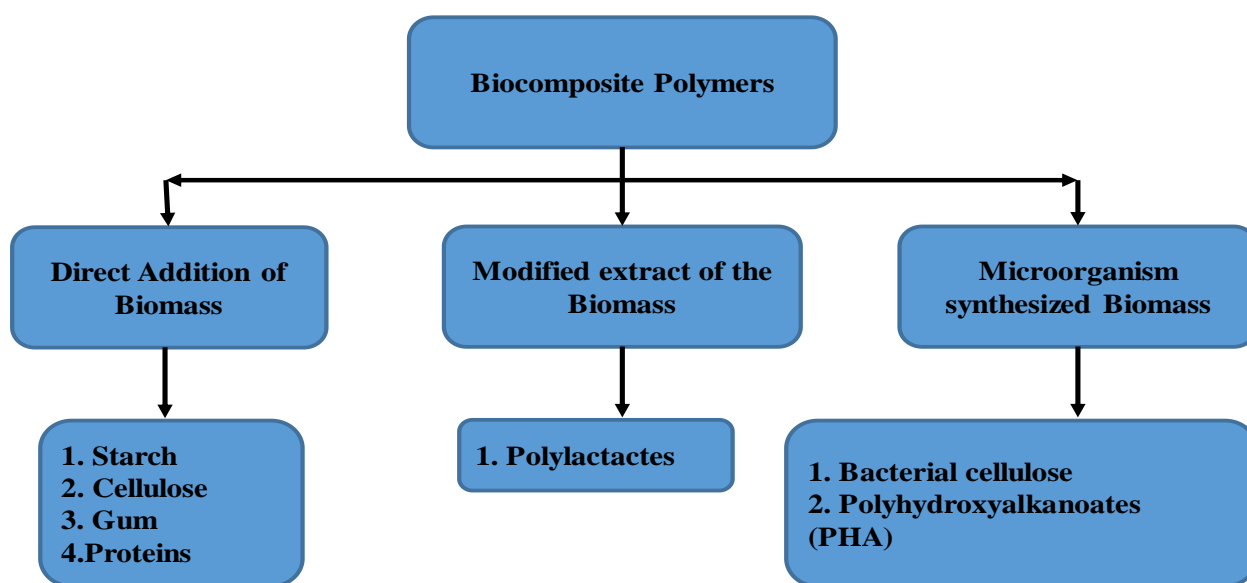 Biocomposite Polymers
Direct Addition of
Biomass
Modified extract of the
Biomass
Microorganism
synthesized Biomass
1. Starch
2. Cellulose
3. Gum
4.Proteins
1. Polylactactes
1. Bacterial cellulose
2. Polyhydroxyalkanoates
(PHA)